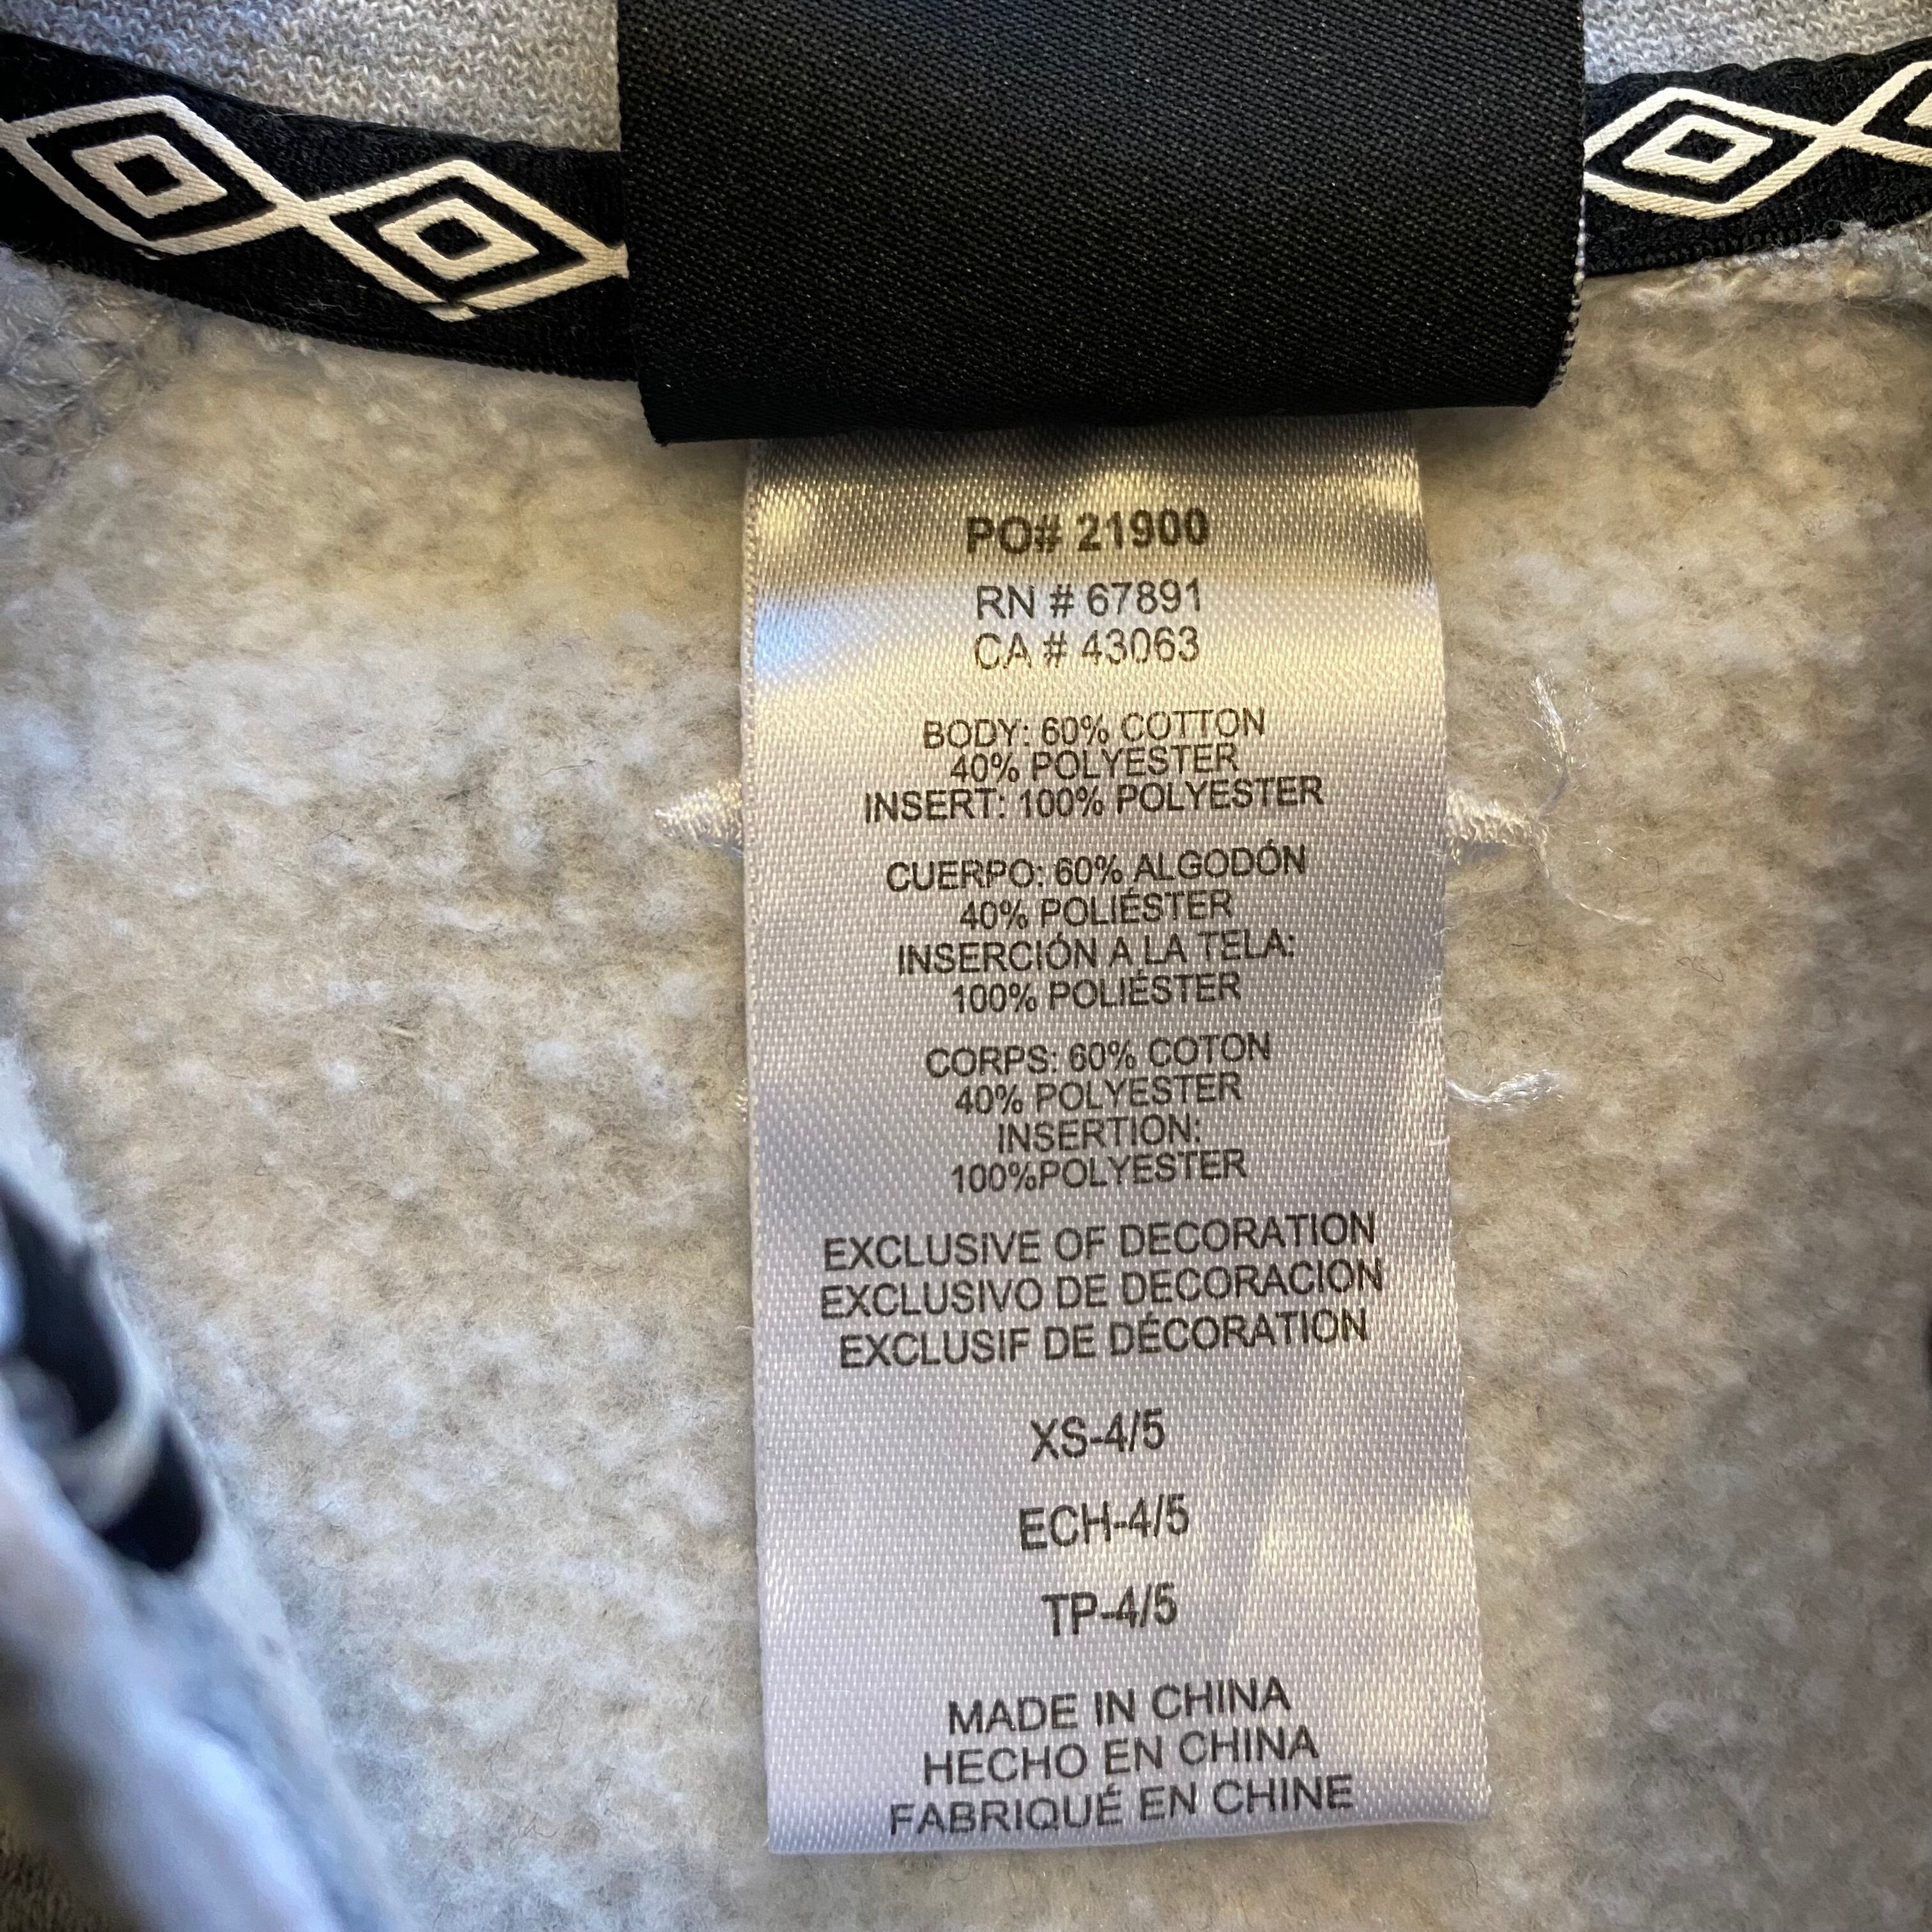 PO# 21900
RN # 67891
CA # 43063
BODY: 60% COTTON
40% POLYESTER
INSERT: 100% POLYESTER
CUERPO: 60% ALGODÓN
40% POLIÉSTER
INSERCIÓN A LA TELA:
100% POLIÉSTER
CORPS: 60% COTON
40% POLYESTER
INSERTION:
100%POLYESTER
EXCLUSIVE OF DECORATION
EXCLUSIVO DE DECORACION
EXCLUSIF DE DÉCORATION
XS-4/5
ECH-4/5
TP-4/5
MADE IN CHINA
HECHO EN CHINA
FABRIQUÉ EN CHINE